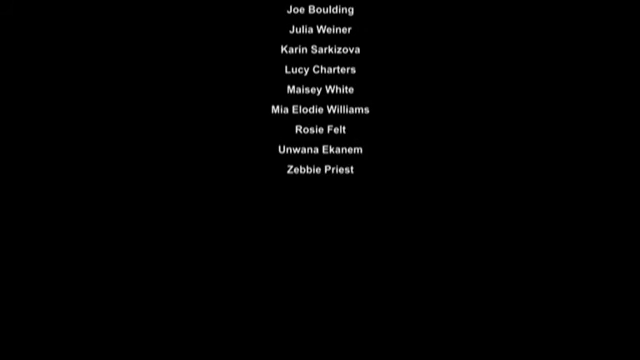 Joe Boulding
Julia Weiner
Karin Sarkizova
Lucy Charters
Maisey White
Mia Elodie Williams
Rosie Felt
Unwana Ekanem
Zebbie Priest